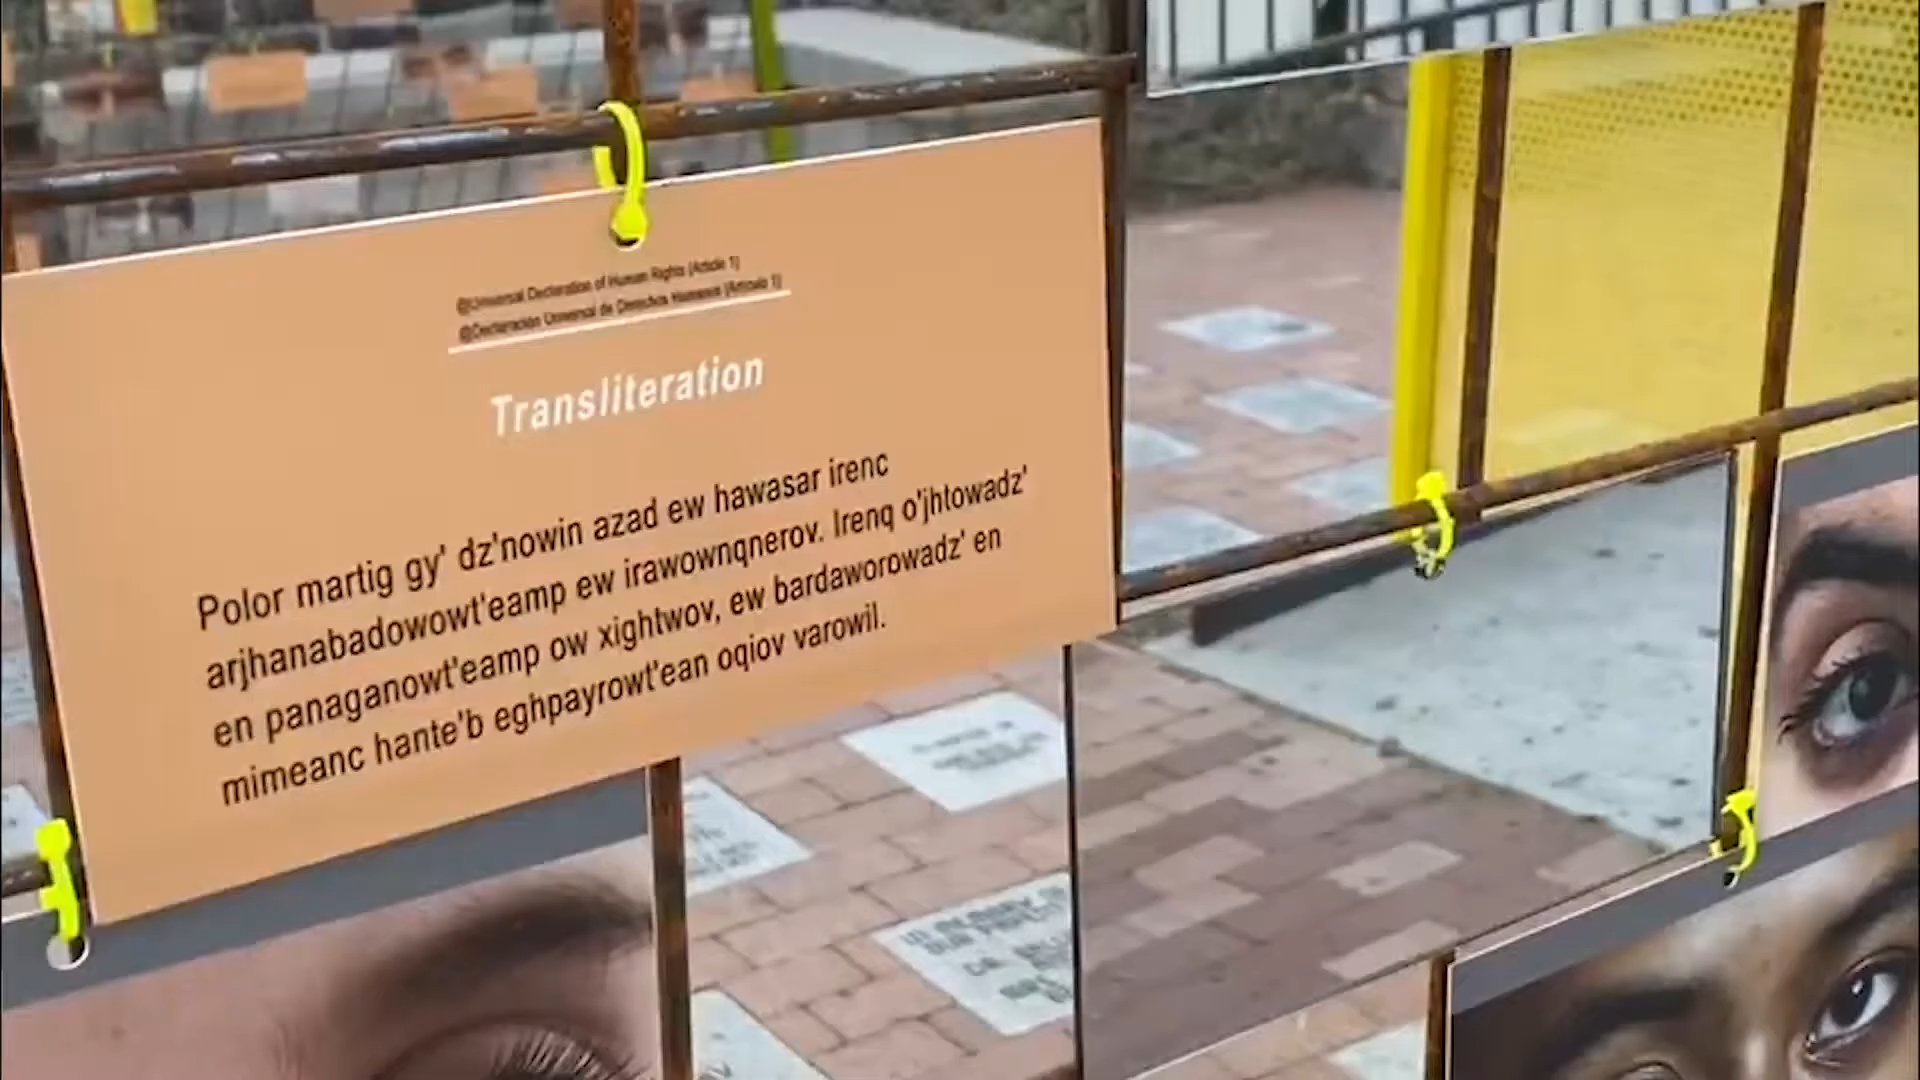 @Universal Declaration of Human Rights (Article 1)
@Declaración Universal de Derechos Humanos (Artículo 1)
Transliteration
Polor martig gy' dz'nowin azad ew hawasar irenc
arjhanabadowowt'eamp ew irawownqnerov. Irenq o'jhtowadz'
en panaganowt'eamp ow xightwov, ew bardaworowadz' en
mimeanc hante'b eghpayrowt'ean oqiov varowil.